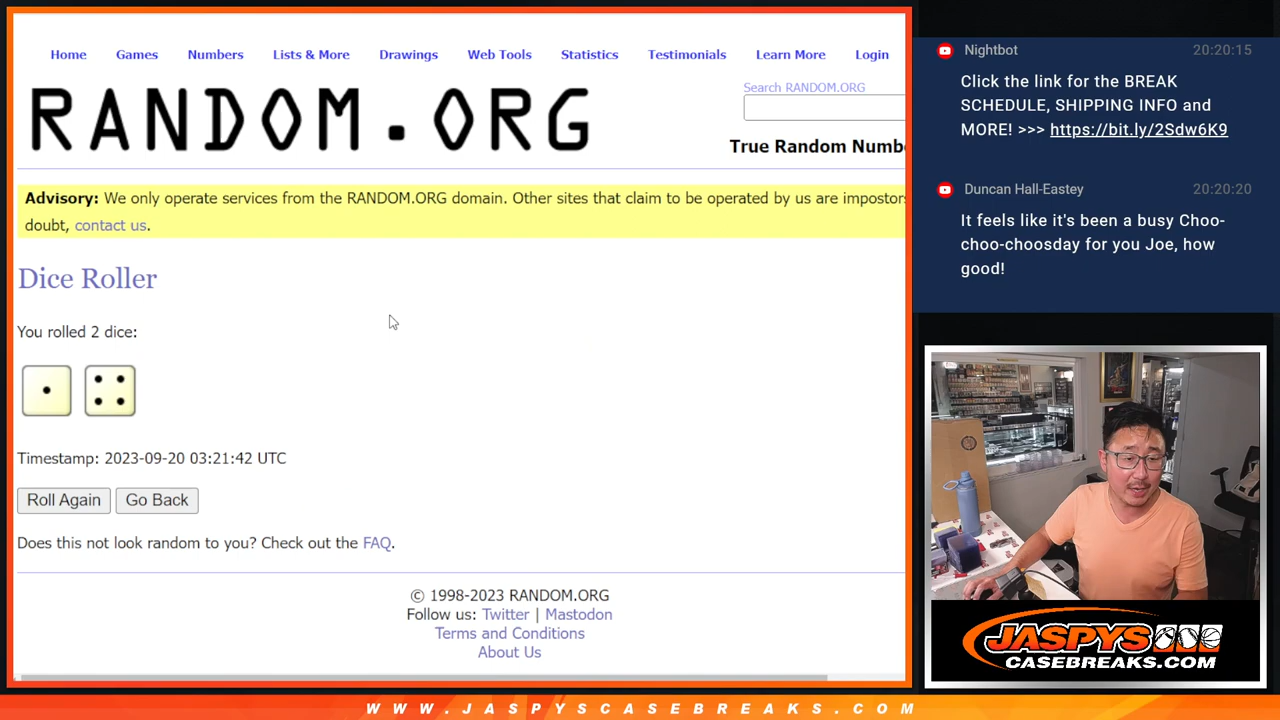 Home Games Numbers Lists & More Drawings Web Tools Statistics Testimonials Learn More Login
RANDOM.ORG
Search RANDOM.ORG
True Random Numb
Advisory: We only operate services from the RANDOM.ORG domain. Other sites that claim to be operated by us are impostors
doubt, contact us.
Dice Roller
You rolled 2 dice:
Timestamp: 2023-09-20 03:21:42 UTC
Roll Again Go Back
Does this not look random to you? Check out the FAQ.
© 1998-2023 RANDOM.ORG
Follow us: Twitter | Mastodon
Terms and Conditions
About Us
Nightbot 20:20:15
Click the link for the BREAK
SCHEDULE, SHIPPING INFO and
MORE! >>> https://bit.ly/2Sdw6K9
Duncan Hall-Eastey 20:20:20
It feels like it's been a busy Choo-
choo-choosday for you Joe, how
good!
JASPYS
CASEBREAKS.COM
WWW.JASPYSCASEBREAKS.COM